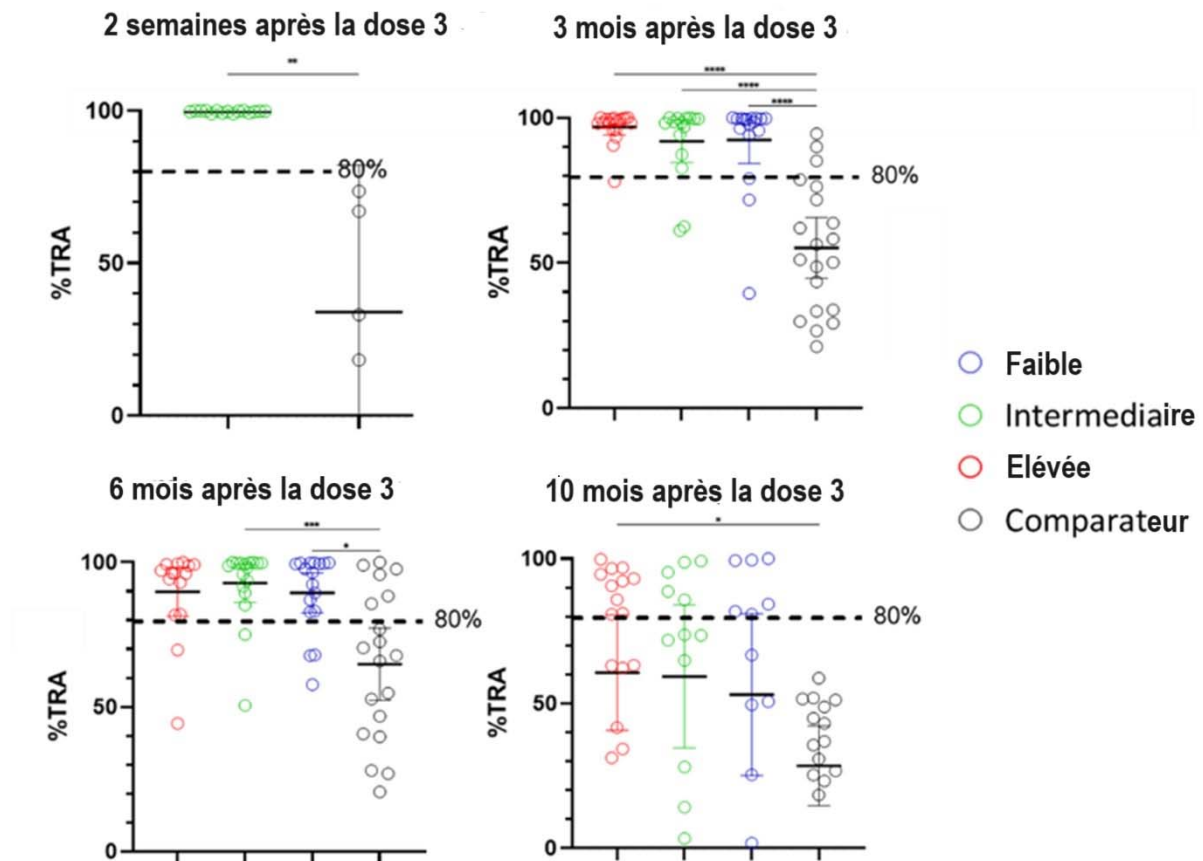 2 semaines après la dose 3
**
100
80%
50
0
%TRA
3 mois après la dose 3
****
****
****
100
80%
50
0
%TRA
Faible
Intermediaire
Elévée
Comparateur
6 mois après la dose 3
***
*
100
80%
50
0
%TRA
10 mois après la dose 3
*
100
80%
50
0
%TRA